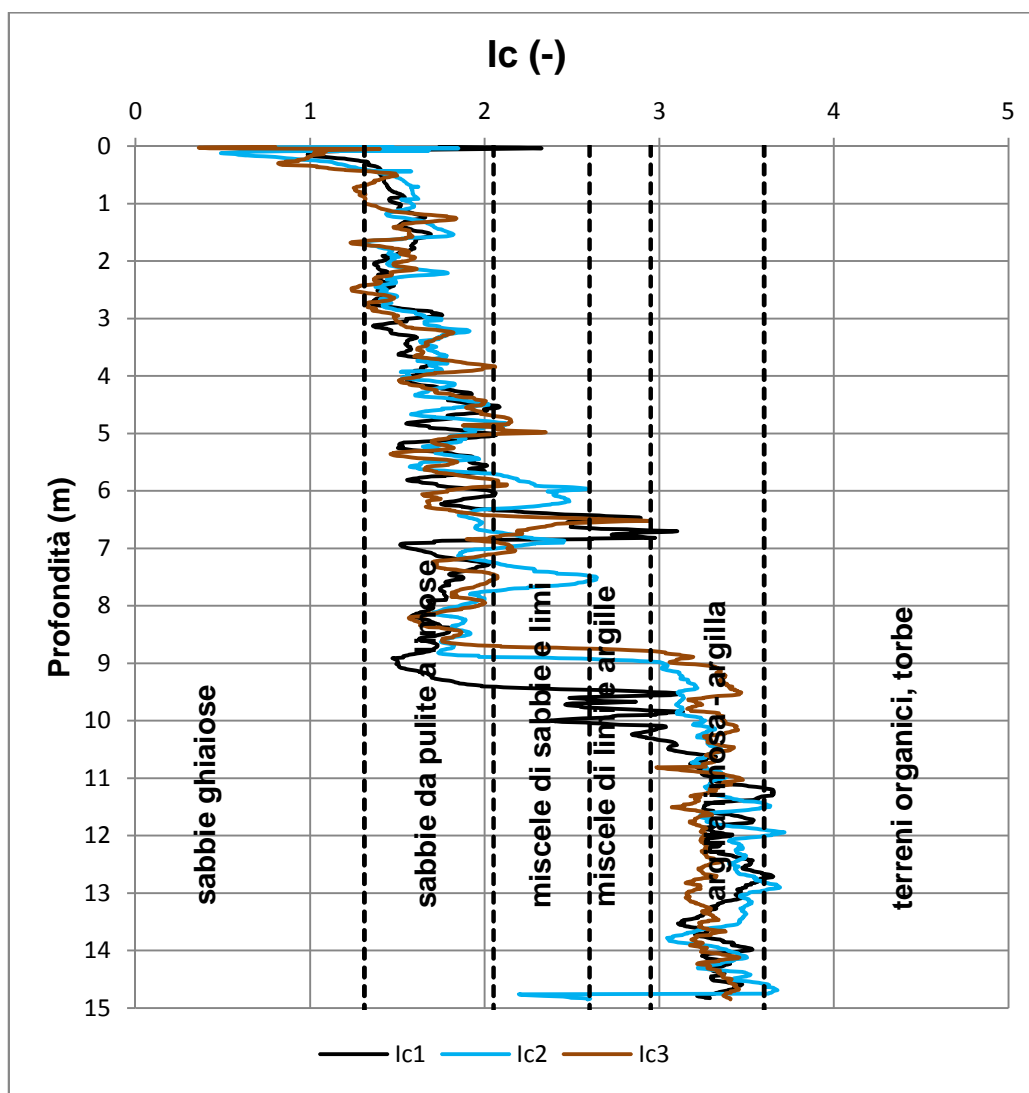 Ic (-)
0 1 2 3 4 5
Profondità (m)
0
1
2
3
4
5
6
7
8
9
10
11
12
13
14
15
sabbie ghiaiose
sabbie da pulite a limose
miscele di sabbie e limi
miscele di limi e argille
argilla limosa - argilla
terreni organici, torbe
Ic1 Ic2 Ic3